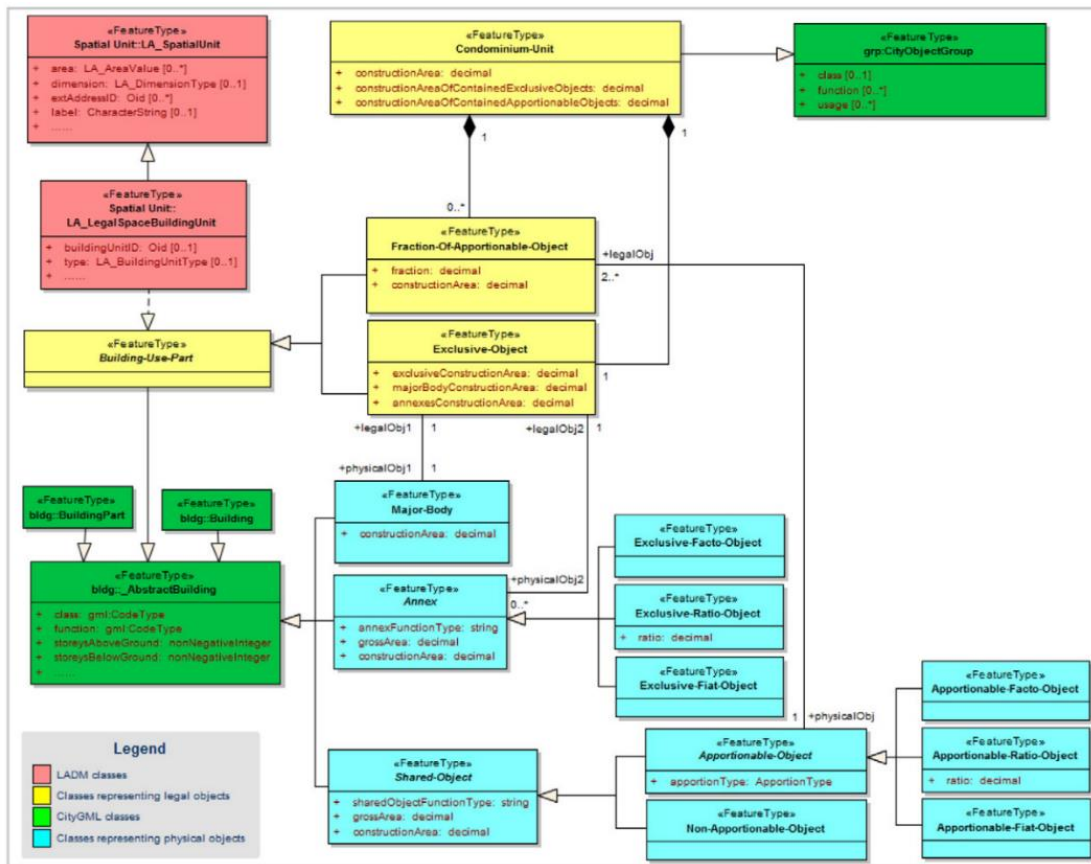 «FeatureType»
Spatial Unit::LA_SpatialUnit
+ area: LA_AreaValue [0..*]
+ dimension: LA_DimensionType [0..1]
+ extAddressID: Oid [0..*]
+ label: CharacterString [0..1]
+ ......
«FeatureType»
Condominium-Unit
+ constructionArea: decimal
+ constructionAreaOfContainedExclusiveObjects: decimal
+ constructionAreaOfContainedApportionableObjects: decimal
«FeatureType»
grp:CityObjectGroup
+ class [0..1]
+ function [0..*]
+ usage [0..*]
1
1
«FeatureType»
Spatial Unit::
LA_LegalSpaceBuildingUnit
+ buildingUnitID: Oid [0..1]
+ type: LA_BuildingUnitType [0..1]
+ ......
0..*
«FeatureType»
Fraction-Of-Apportionable-Object
+ fraction: decimal
+ constructionArea: decimal
+legalObj
2..*
«FeatureType»
Building-Use-Part
«FeatureType»
Exclusive-Object
+ exclusiveConstructionArea: decimal
+ majorBodyConstructionArea: decimal
+ annexesConstructionArea: decimal
1
+legalObj1
1
+legalObj2
1
+physicalObj1
1
«FeatureType»
bldg::BuildingPart
«FeatureType»
bldg::Building
«FeatureType»
Major-Body
+ constructionArea: decimal
«FeatureType»
Exclusive-Facto-Object
«FeatureType»
bldg::_AbstractBuilding
+ class: gml:CodeType
+ function: gml:CodeType
+ storeysAboveGround: nonNegativeInteger
+ storeysBelowGround: nonNegativeInteger
+ ......
+physicalObj2
0..*
«FeatureType»
Annex
+ annexFunctionType: string
+ grossArea: decimal
+ constructionArea: decimal
«FeatureType»
Exclusive-Ratio-Object
+ ratio: decimal
«FeatureType»
Exclusive-Fiat-Object
«FeatureType»
Apportionable-Facto-Object
1
+physicalObj
Legend
LADM classes
Classes representing legal objects
CityGML classes
Classes representing physical objects
«FeatureType»
Shared-Object
+ sharedObjectFunctionType: string
+ grossArea: decimal
+ constructionArea: decimal
«FeatureType»
Apportionable-Object
+ apportionType: ApportionType
«FeatureType»
Non-Apportionable-Object
«FeatureType»
Apportionable-Ratio-Object
+ ratio: decimal
«FeatureType»
Apportionable-Fiat-Object